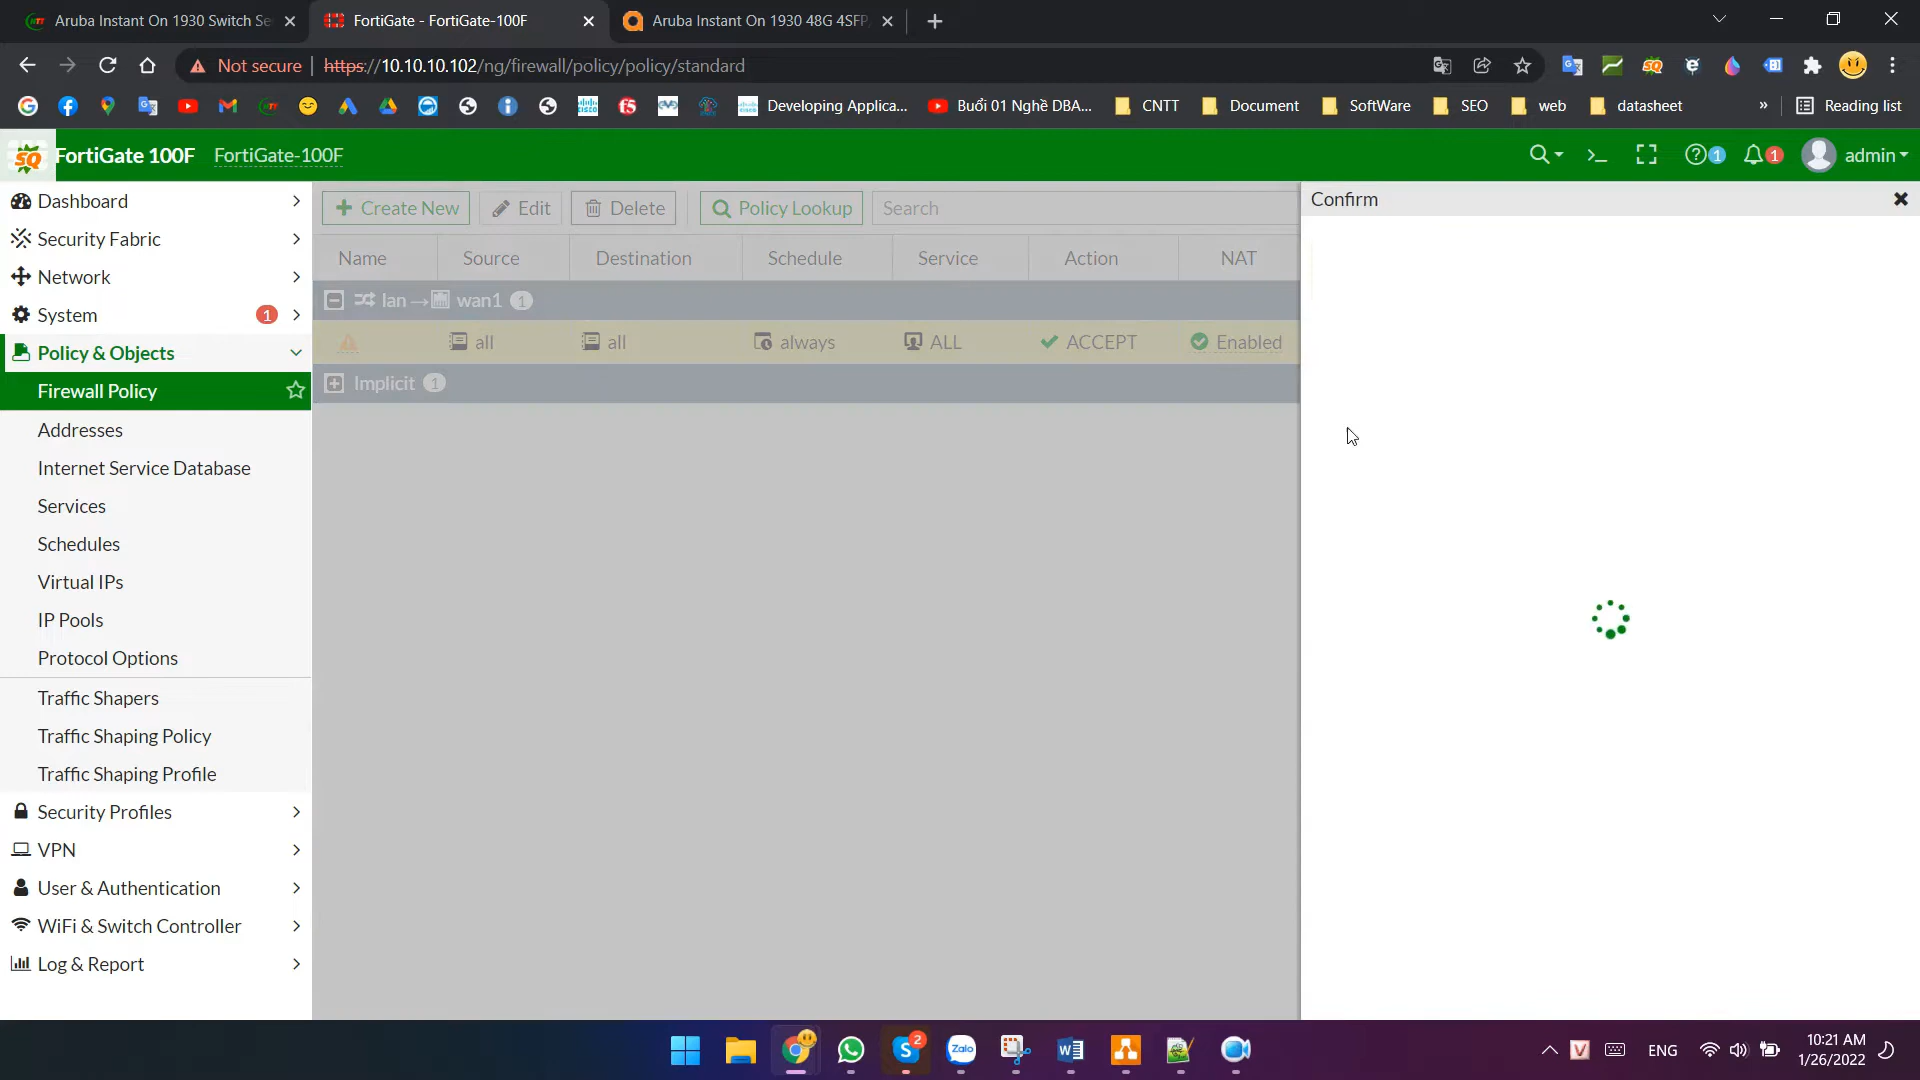 Aruba Instant On 1930 Switch Se
FortiGate - FortiGate-100F
Aruba Instant On 1930 48G 4SFP
Not secure
https://10.10.10.102/ng/firewall/policy/policy/standard
Developing Applica...
Buổi 01 Nghề DBA...
CNTT
Document
SoftWare
SEO
web
datasheet
»
Reading list
SQ
FortiGate 100F
FortiGate-100F
1
1
admin
Dashboard
Security Fabric
Network
System
1
Policy & Objects
Firewall Policy
Addresses
Internet Service Database
Services
Schedules
Virtual IPs
IP Pools
Protocol Options
Traffic Shapers
Traffic Shaping Policy
Traffic Shaping Profile
Security Profiles
VPN
User & Authentication
WiFi & Switch Controller
Log & Report
Create New
Edit
Delete
Policy Lookup
Search
Name Source Destination Schedule Service Action NAT
lan → wan1 1
all all always ALL ACCEPT Enabled
Implicit 1
Confirm
2
Zalo
ENG
10:21 AM
1/26/2022